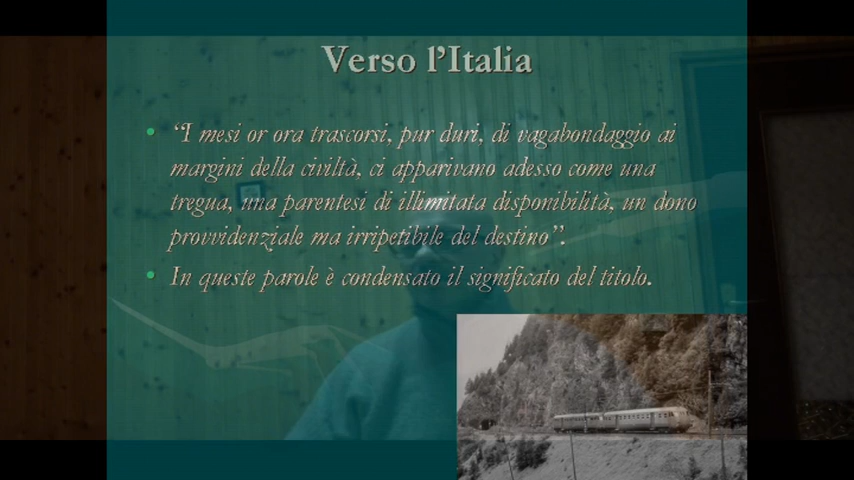 Verso l'Italia
• “I mesi or ora trascorsi, pur duri, di vagabondaggio ai
margini della civiltà, ci apparivano adesso come una
tregua, una parentesi di illimitata disponibilità, un dono
provvidenziale ma irripetibile del destino”.
• In queste parole è condensato il significato del titolo.